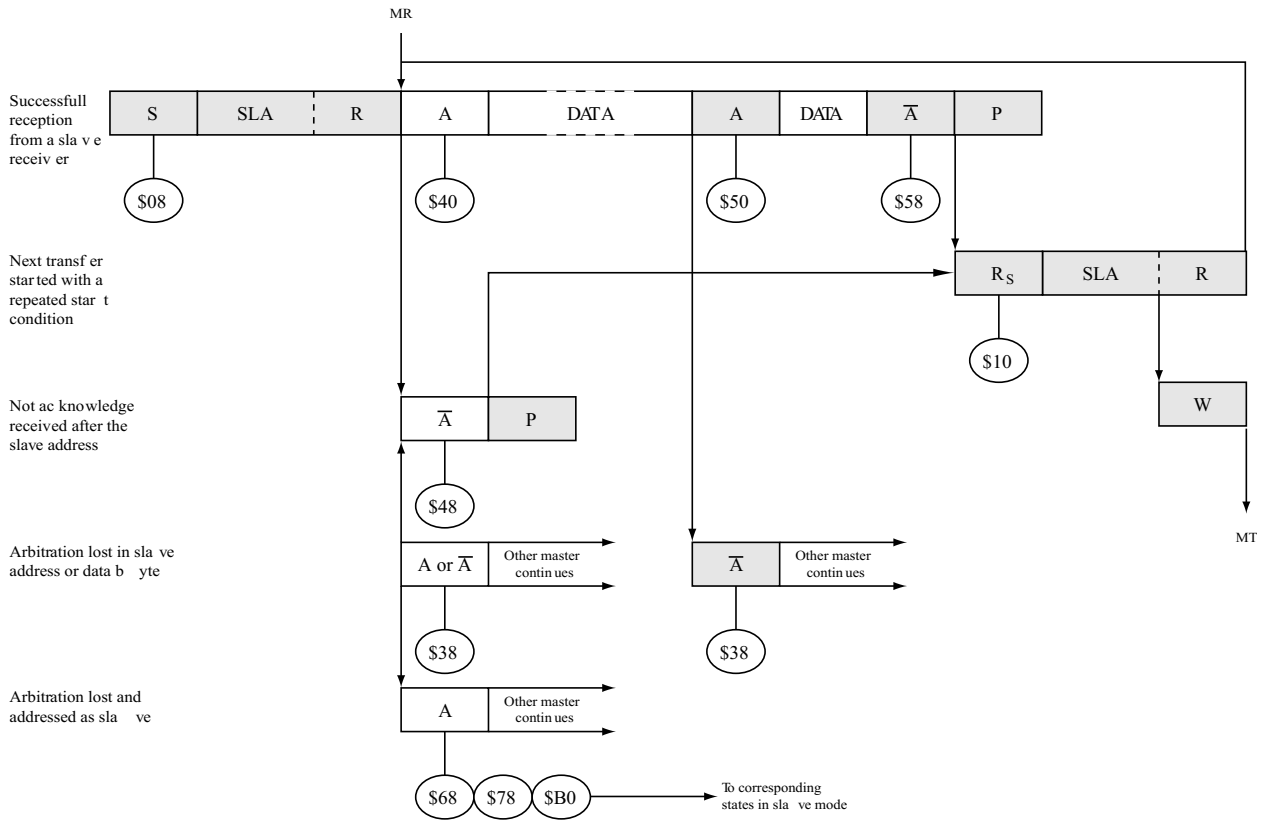 MR
Successfull
reception
from a sla v e
receiv er
S SLA R A DATA A DATA A̅ P
$08 $40 $50 $58
Next transf er
star ted with a
repeated star t
condition
RS SLA R
$10
Not ac knowledge
received after the
slave address
A̅ P
W
$48
MT
Arbitration lost in sla ve
address or data b yte
A or A̅
Other master
contin ues
A̅
Other master
contin ues
$38 $38
Arbitration lost and
addressed as sla ve
A
Other master
contin ues
$68 $78 $B0
To corresponding
states in sla ve mode